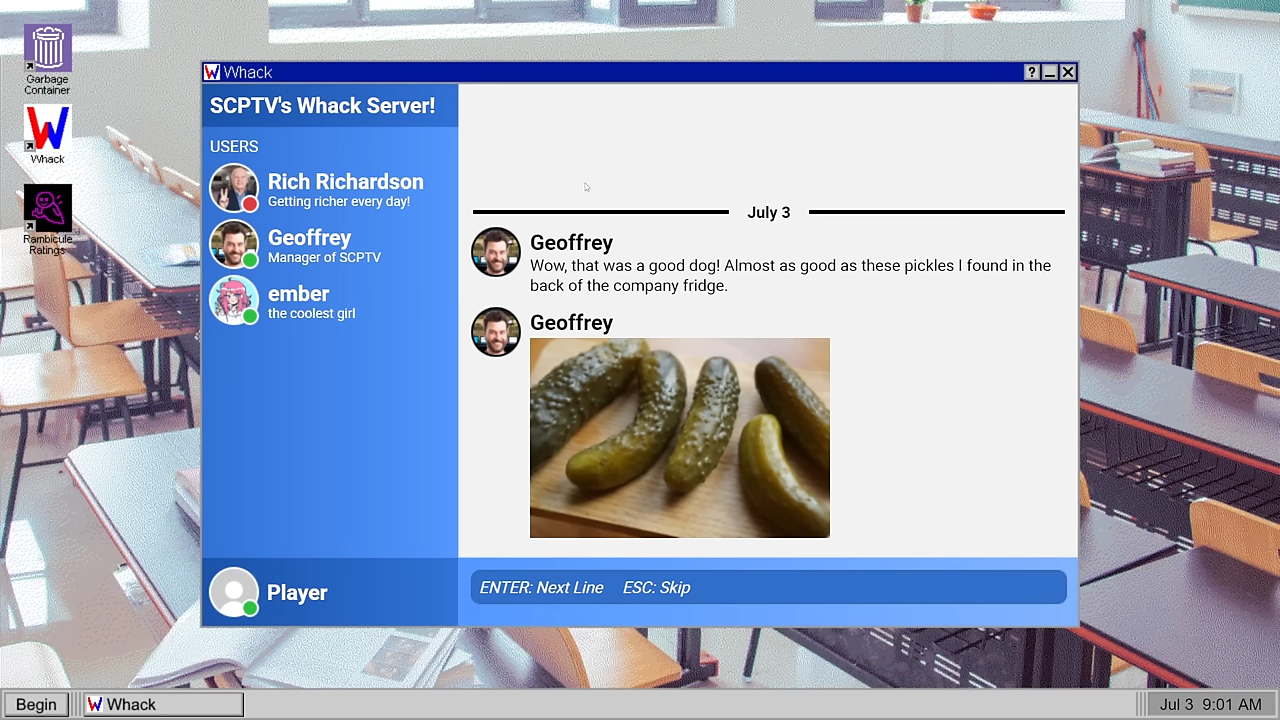 Garbage
Container
Whack
Rambicule
Ratings
Whack
?
SCPTV's Whack Server!
USERS
Rich Richardson
Getting richer every day!
Geoffrey
Manager of SCPTV
ember
the coolest girl
Player
July 3
Geoffrey
Wow, that was a good dog! Almost as good as these pickles I found in the
back of the company fridge.
Geoffrey
ENTER: Next Line ESC: Skip
Begin
Whack
Jul 3 9:01 AM